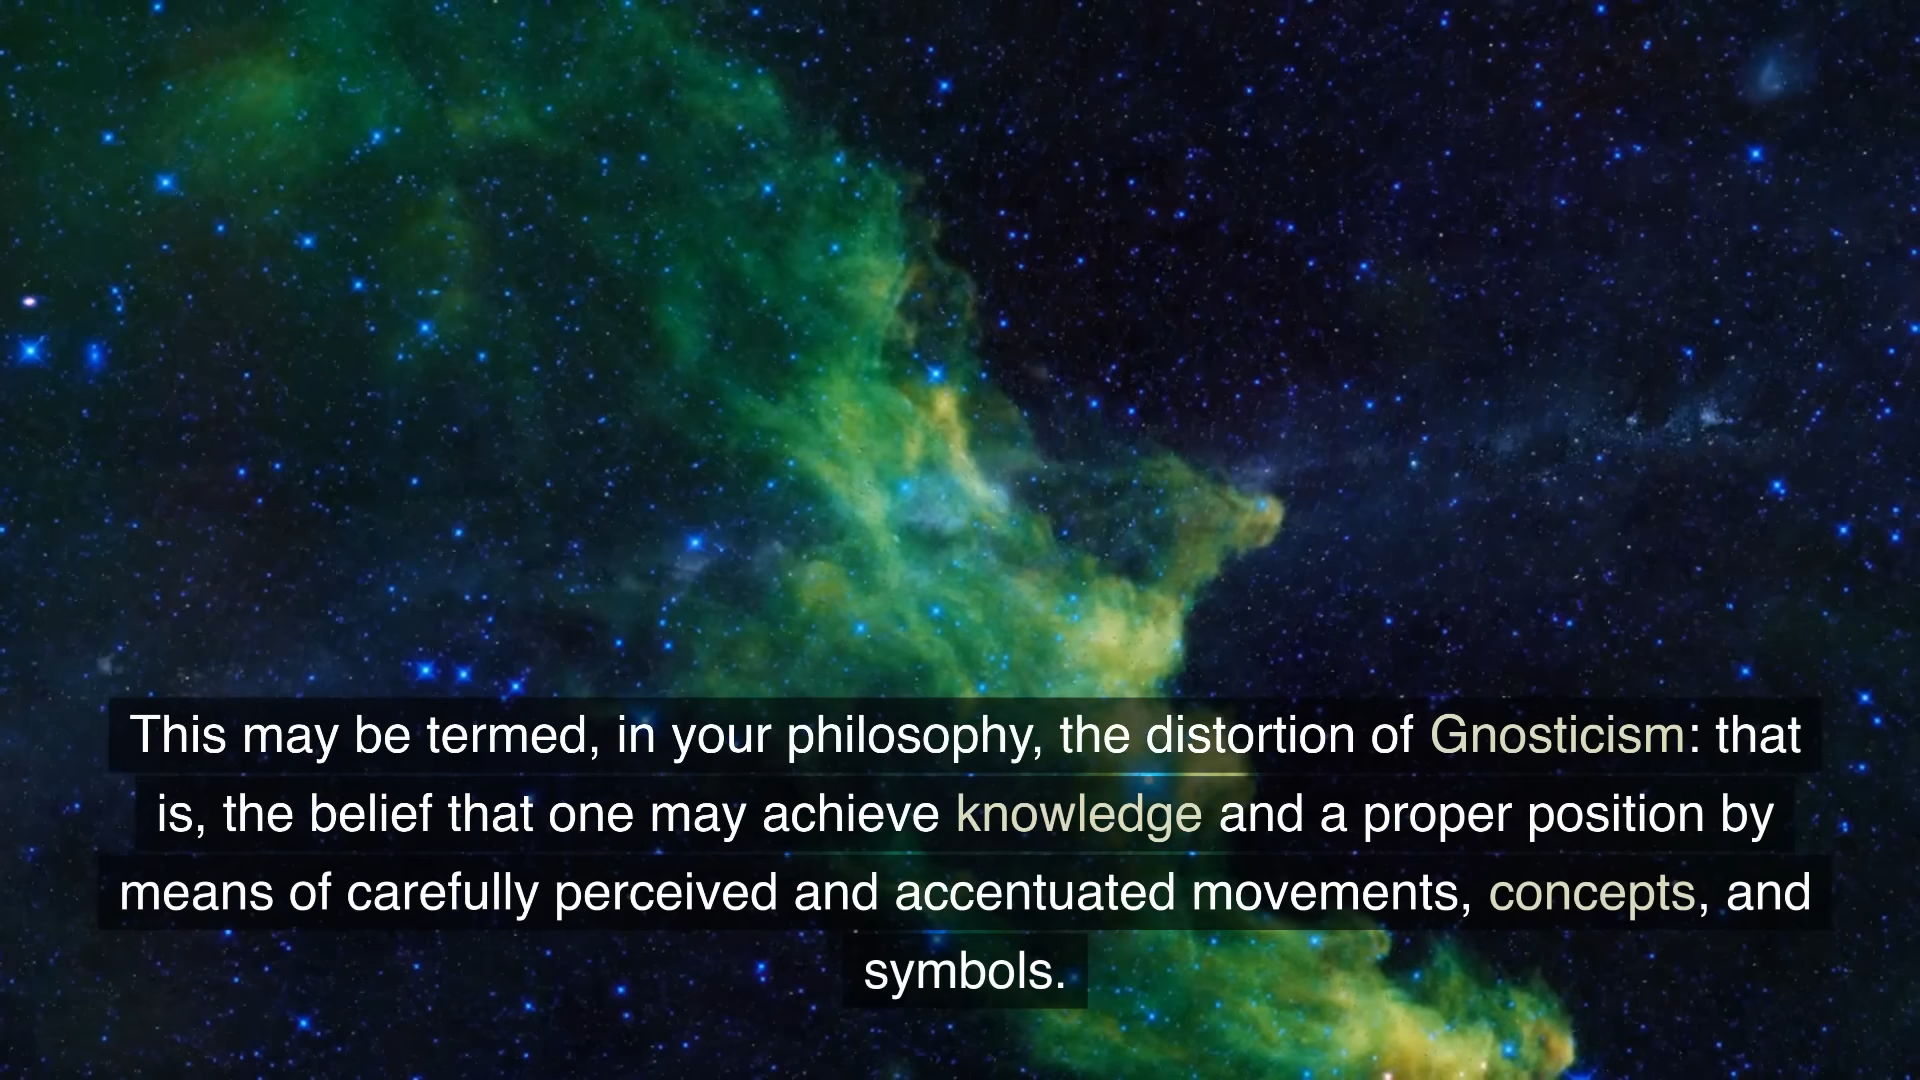 This may be termed, in your philosophy, the distortion of Gnosticism: that
is, the belief that one may achieve knowledge and a proper position by
means of carefully perceived and accentuated movements, concepts, and
symbols.